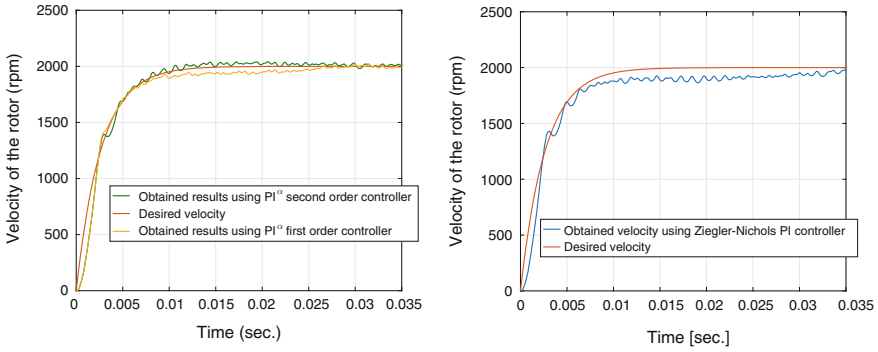 2500
2000
1500
1000
500
0
Velocity of the rotor (rpm)
Obtained results using PI^α second order controller
Desired velocity
Obtained results using PI^α first order controller
0 0.005 0.01 0.015 0.02 0.025 0.03 0.035
Time (sec.)
2500
2000
1500
1000
500
0
Velocity of the rotor (rpm)
Obtained velocity using Ziegler-Nichols PI controller
Desired velocity
0 0.005 0.01 0.015 0.02 0.025 0.03 0.035
Time [sec.]